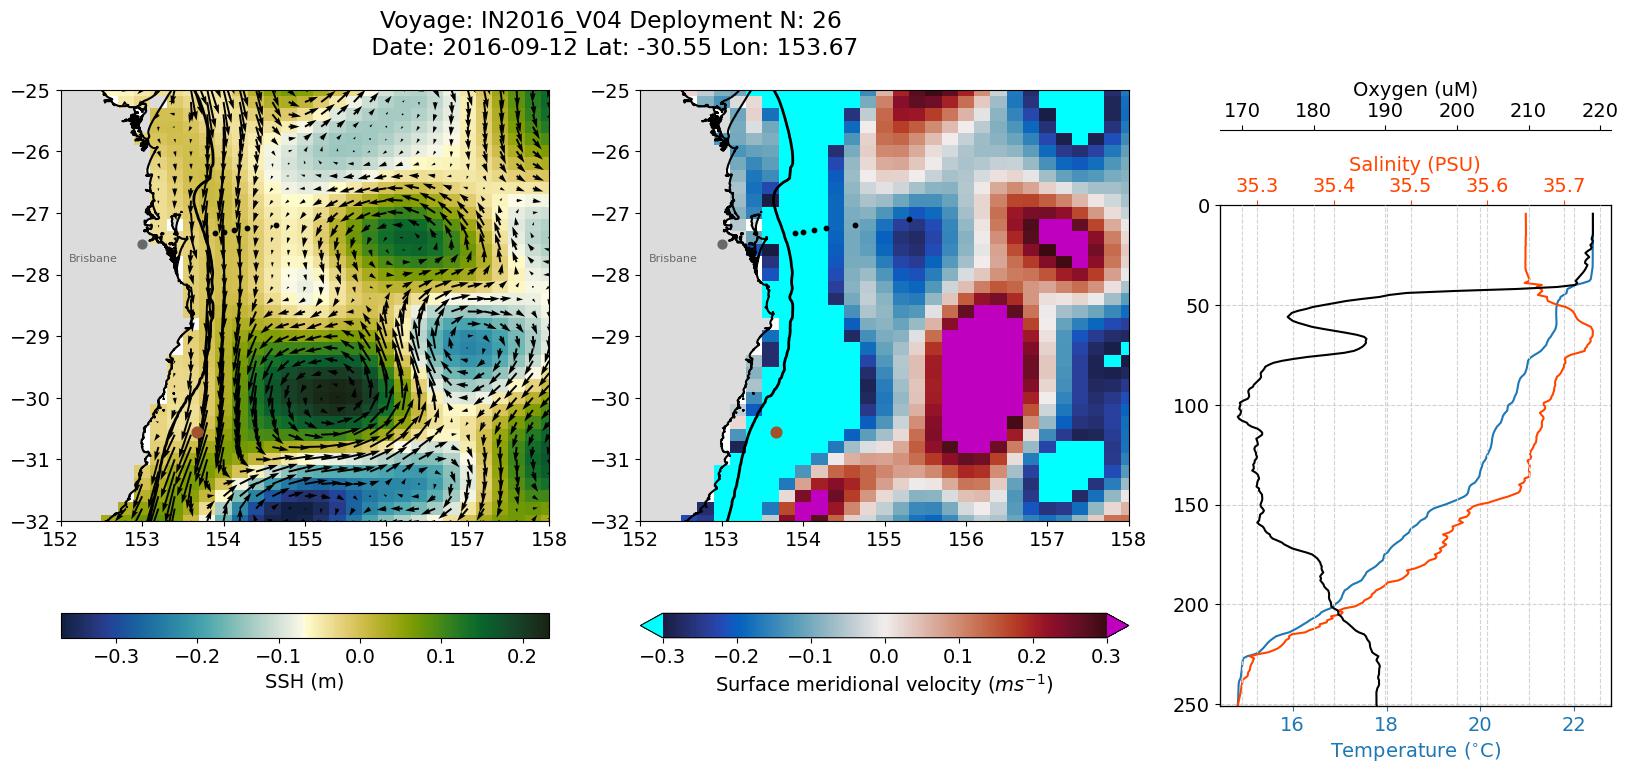 Voyage: IN2016_V04 Deployment N: 26
Date: 2016-09-12 Lat: -30.55 Lon: 153.67
−25
−26
−27
−28
−29
−30
−31
−32
152 153 154 155 156 157 158
Brisbane
−0.3 −0.2 −0.1 0.0 0.1 0.2
SSH (m)
−25
−26
−27
−28
−29
−30
−31
−32
152 153 154 155 156 157 158
Brisbane
−0.3 −0.2 −0.1 0.0 0.1 0.2 0.3
Surface meridional velocity (ms⁻¹)
Oxygen (uM)
170 180 190 200 210 220
Salinity (PSU)
35.3 35.4 35.5 35.6 35.7
0
50
100
150
200
250
16 18 20 22
Temperature (°C)